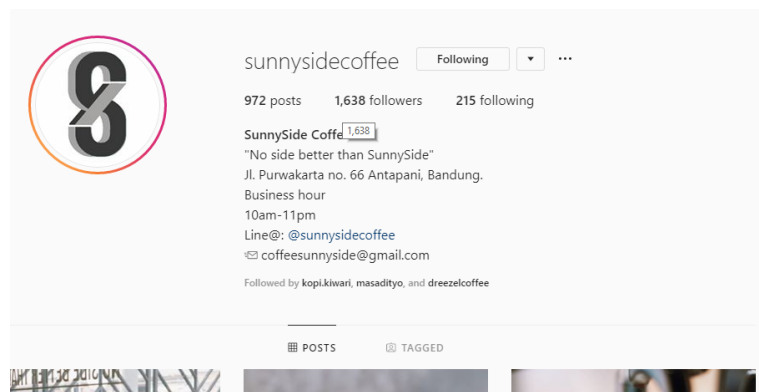 sunnysidecoffee Following
972 posts 1,638 followers 215 following
SunnySide Coffe
1,638
"No side better than SunnySide"
Jl. Purwakarta no. 66 Antapani, Bandung.
Business hour
10am-11pm
Line@: @sunnysidecoffee
coffeesunnyside@gmail.com
Followed by kopi.kiwari, masadityo, and dreezelcoffee
POSTS TAGGED